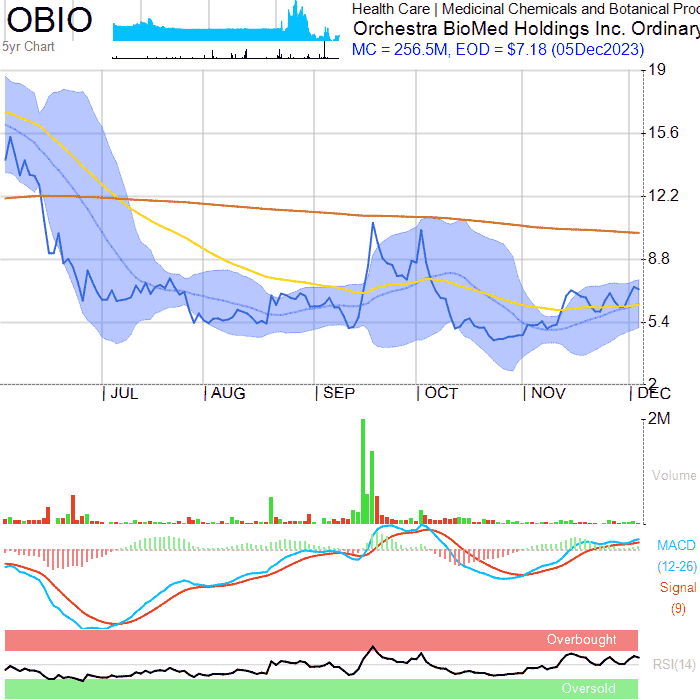 OBIO
5yr Chart
Health Care | Medicinal Chemicals and Botanical Prod
Orchestra BioMed Holdings Inc. Ordinary
MC = 256.5M, EOD = $7.18 (05Dec2023)
19
15.6
12.2
8.8
5.4
2
JUL AUG SEP OCT NOV DEC
2M
Volume
MACD
(12-26)
Signal
(9)
Overbought
RSI(14)
Oversold